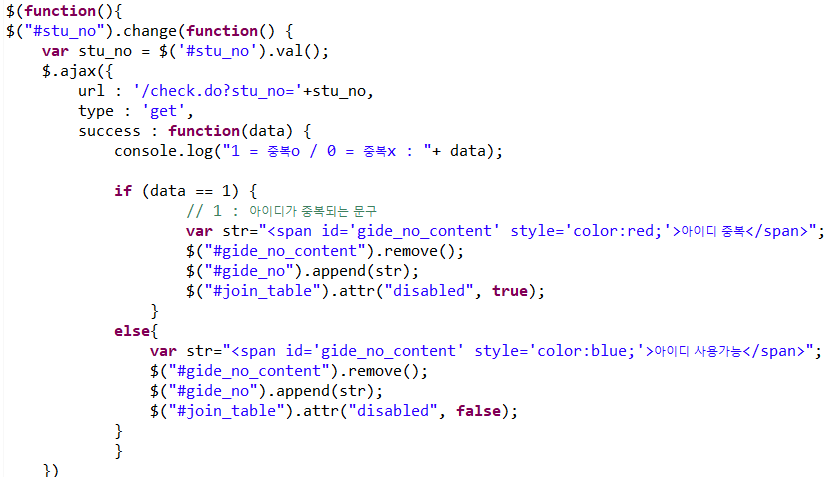 $(function(){
$("#stu_no").change(function() {
    var stu_no = $('#stu_no').val();
    $.ajax({
        url : '/check.do?stu_no='+stu_no,
        type : 'get',
        success : function(data) {
            console.log("1 = 중복o / 0 = 중복x : "+ data);

            if (data == 1) {
                    // 1 : 아이디가 중복되는 문구
                    var str="<span id='gide_no_content' style='color:red;'>아이디 중복</span>";
                    $("#gide_no_content").remove();
                    $("#gide_no").append(str);
                    $("#join_table").attr("disabled", true);
                }
            else{
                var str="<span id='gide_no_content' style='color:blue;'>아이디 사용가능</span>";
                $("#gide_no_content").remove();
                $("#gide_no").append(str);
                $("#join_table").attr("disabled", false);
            }
            }
    })